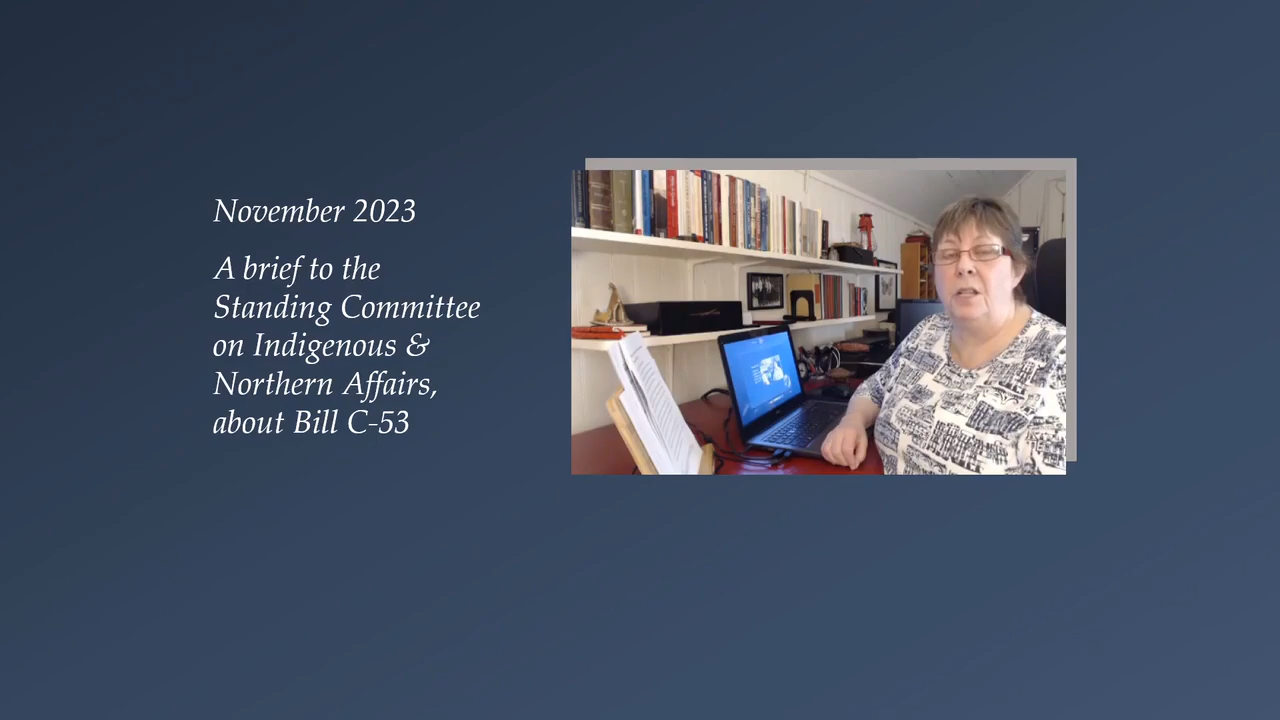 November 2023
A brief to the
Standing Committee
on Indigenous &
Northern Affairs,
about Bill C-53